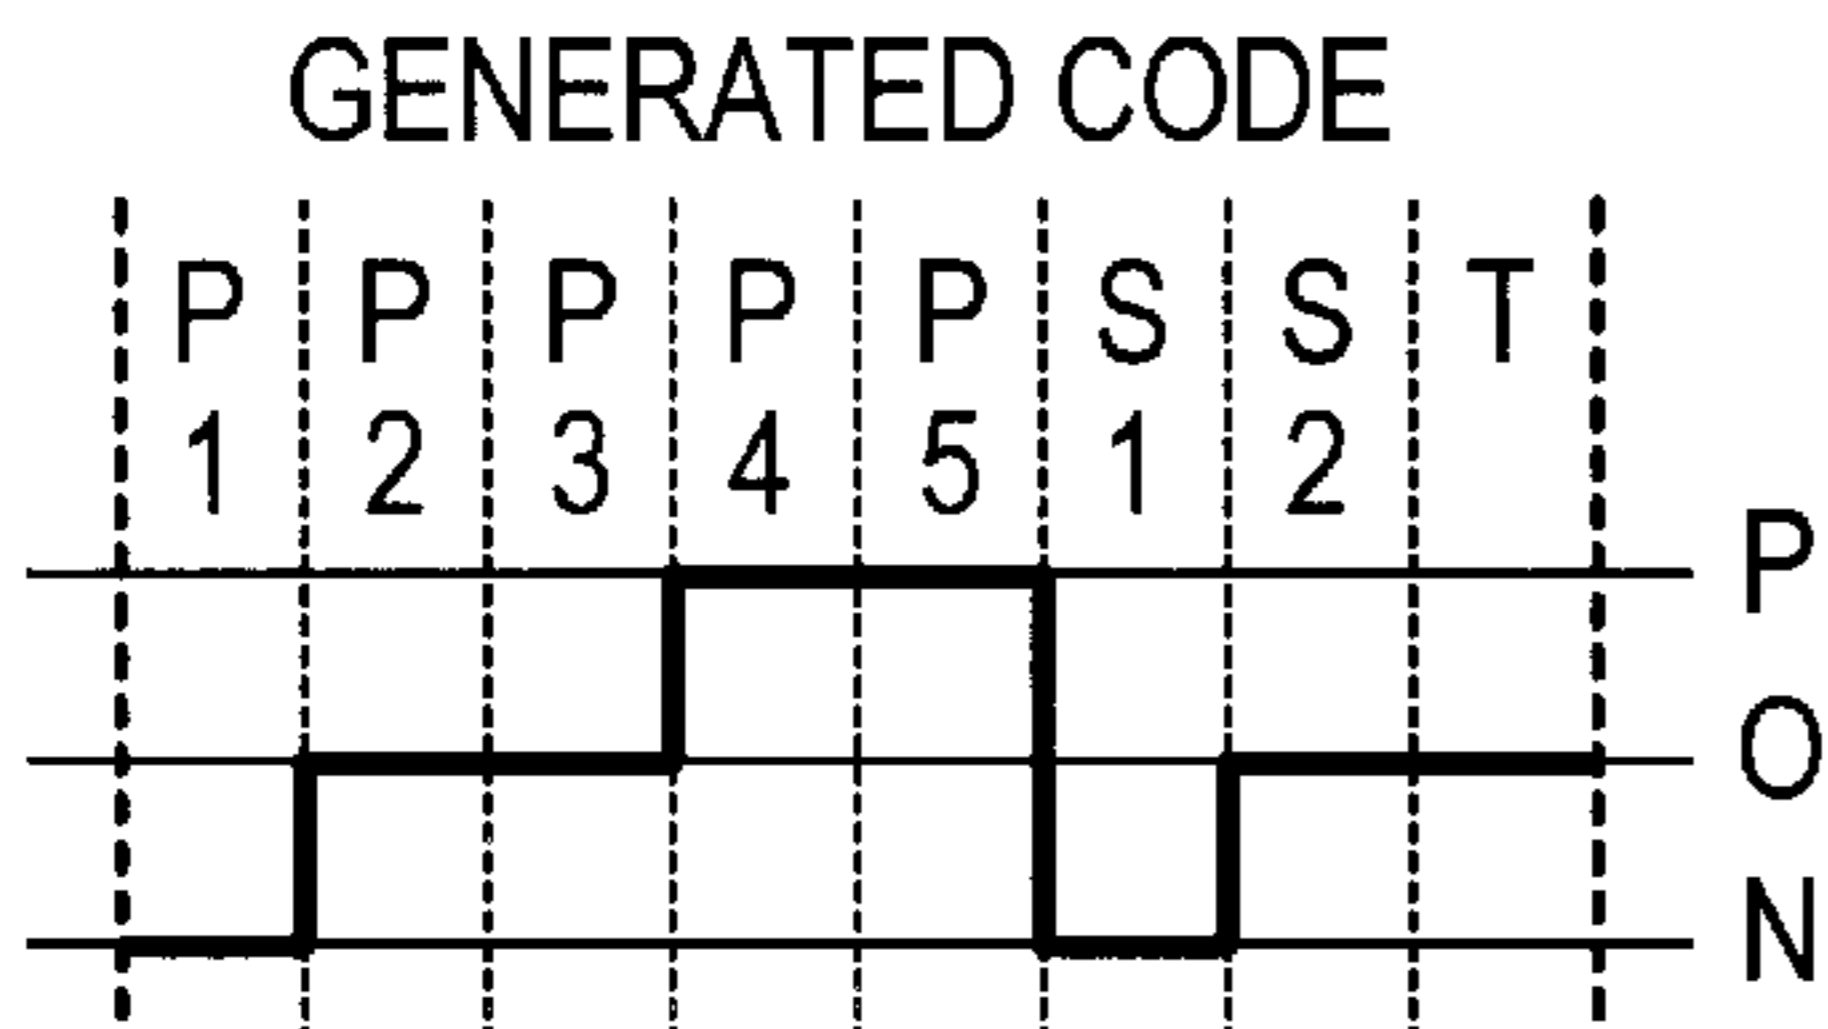 GENERATED CODE
P P P P P S S T
1 2 3 4 5 1 2
P
O
N